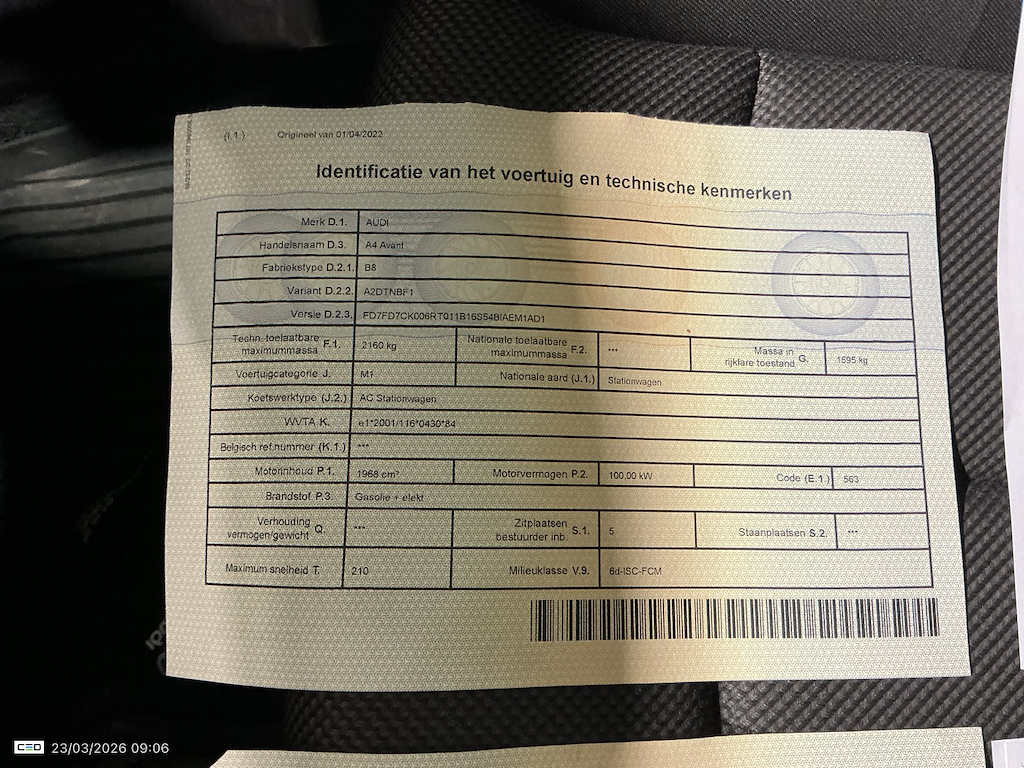 (I.1.) Origineel van 01/04/2022
Identificatie van het voertuig en technische kenmerken
Merk D.1. AUDI
Handelsnaam D.3. A4 Avant
Fabriekstype D.2.1. B8
Variant D.2.2. A2DTNBF1
Versie D.2.3. FD7FD7CK006RT011B16S54BIAEM1AD1
Techn. toelaatbare maximummassa F.1. 2160 kg Nationale toelaatbare maximummassa F.2. *** Massa in rijklare toestand G. 1595 kg
Voertuigcategorie J. M1 Nationale aard (J.1.) Stationwagen
Koetswerktype (J.2.) AC Stationwagen
WVTA K. e1*2001/116*0430*84
Belgisch ref.nummer (K.1.) ***
Motorinhoud P.1. 1968 cm³ Motorvermogen P.2. 100,00 kW Code (E.1.) 563
Brandstof P.3. Gasolie + elekt
Verhouding vermogen/gewicht Q. *** Zitplaatsen bestuurder inb. S.1. 5 Staanplaatsen S.2. ***
Maximum snelheid T. 210 Milieuklasse V.9. 6d-ISC-FCM
CEO 23/03/2026 09:06